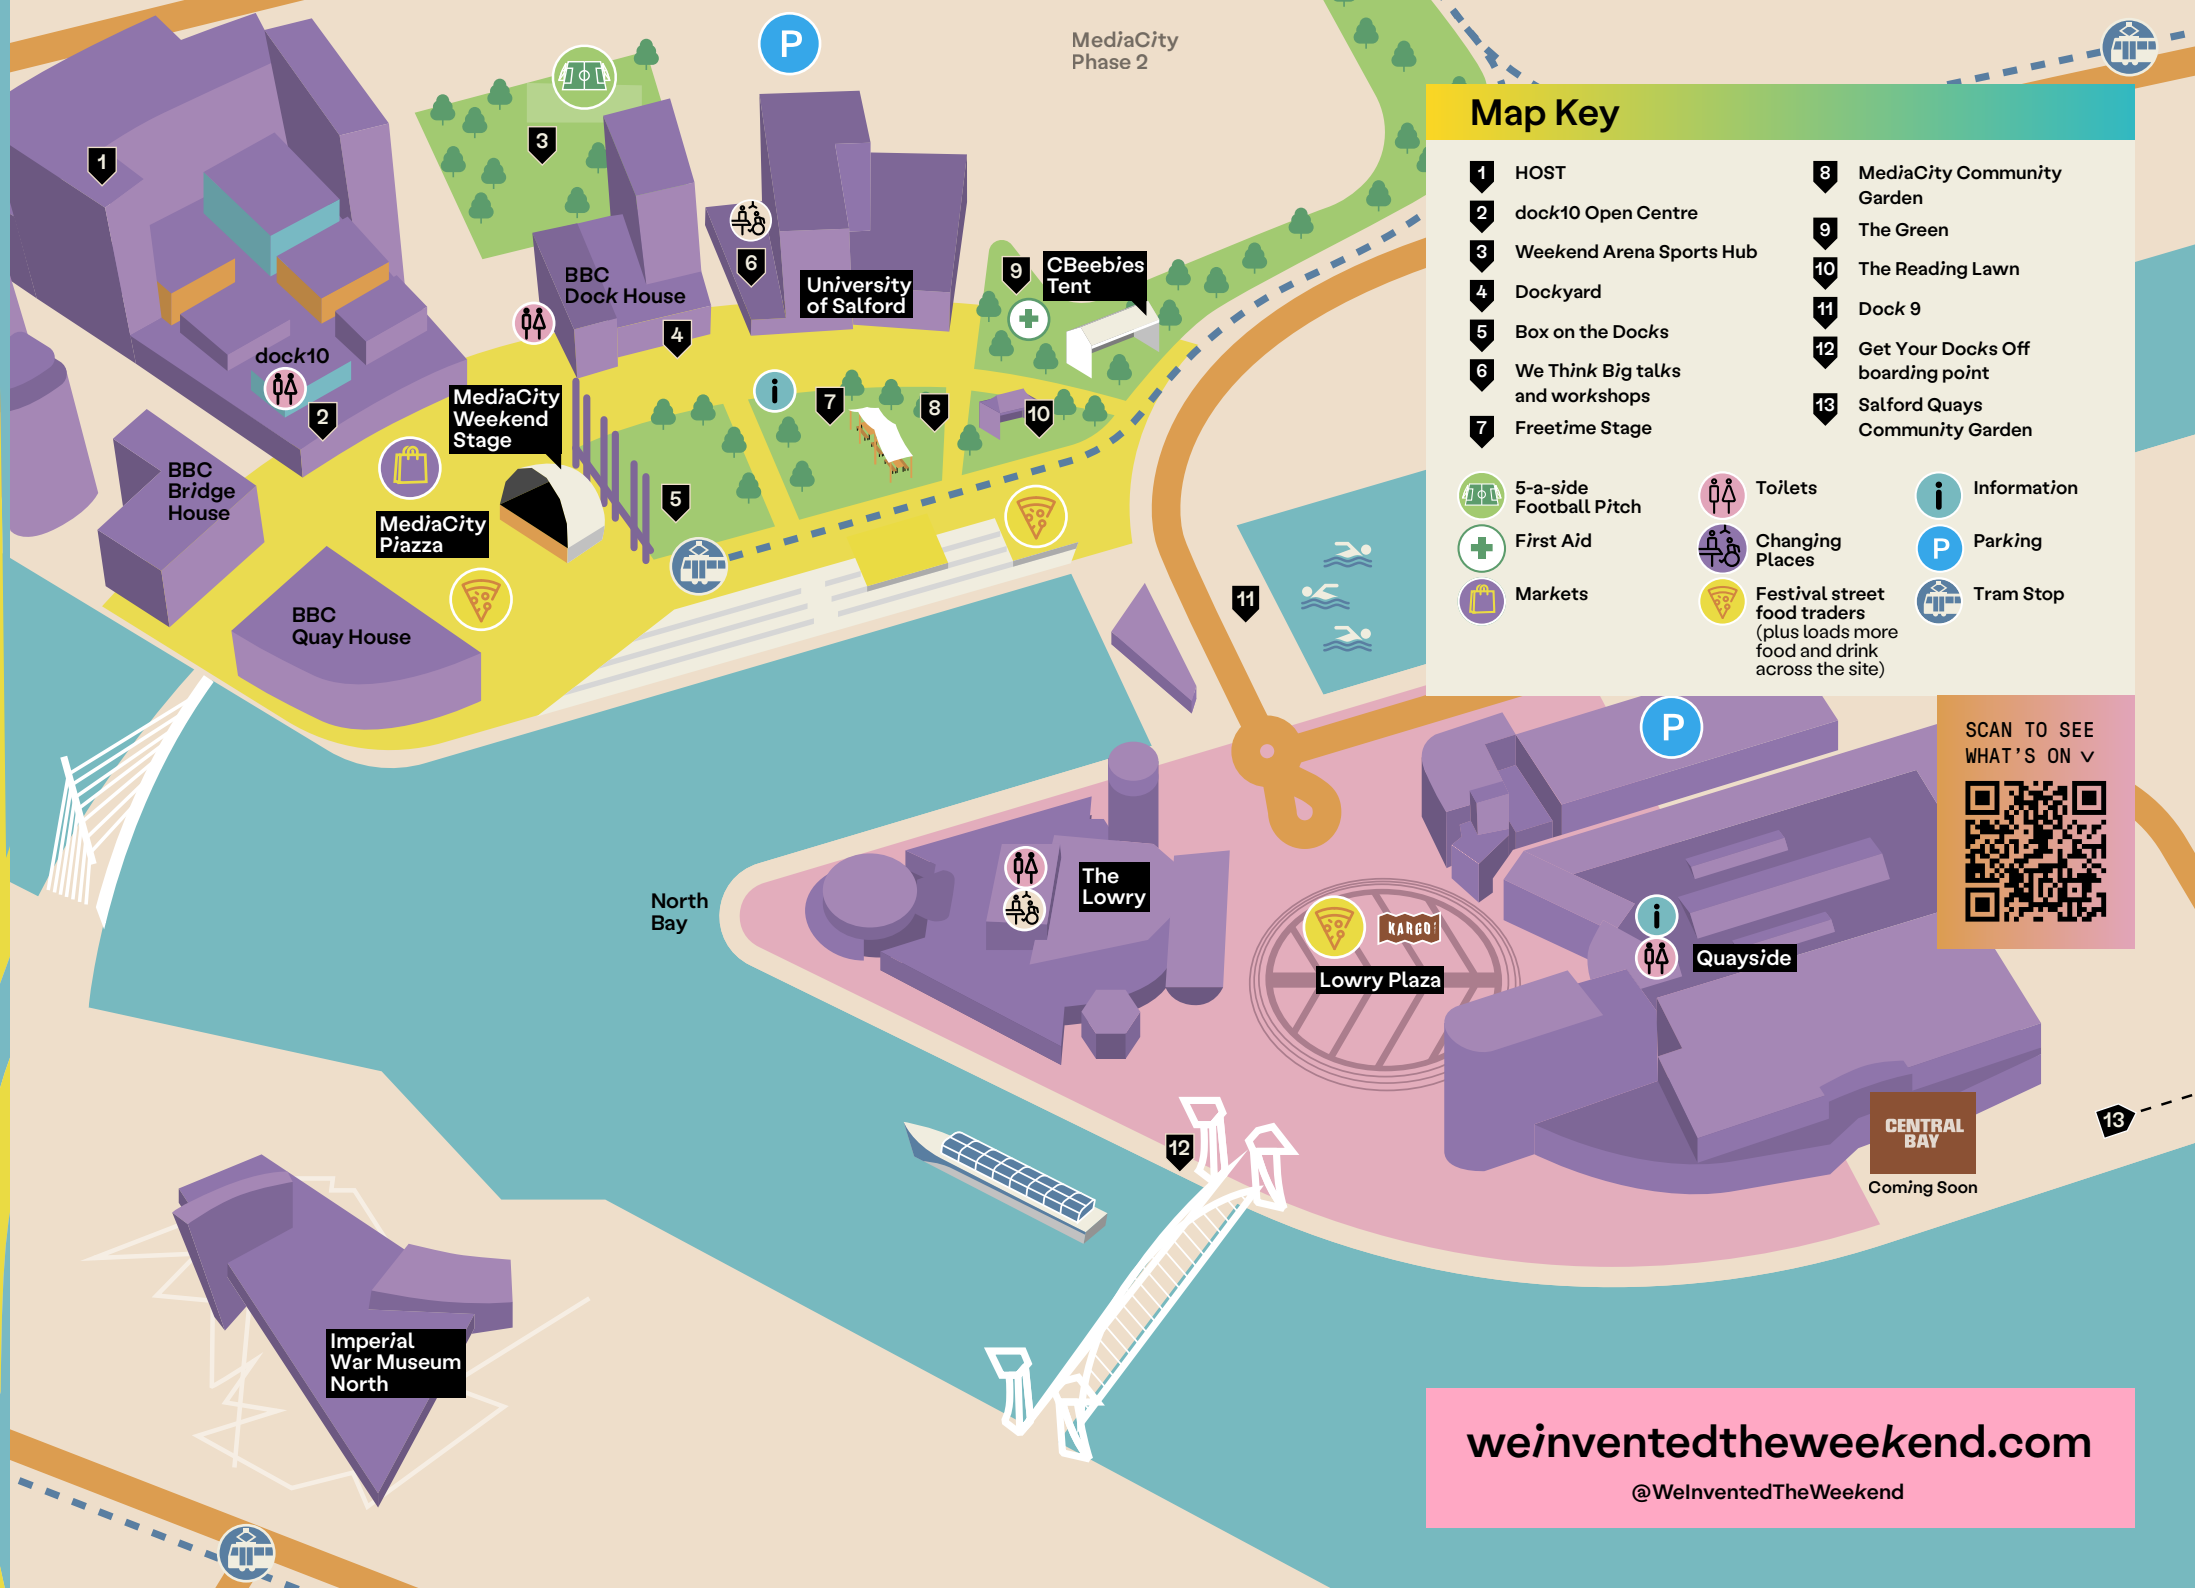 P
MediaCity
Phase 2
3
1
6
BBC
Dock House
University
of Salford
9
CBeebies
Tent
4
dock10
2
MediaCity
Weekend
Stage
i
7
8
10
BBC
Bridge
House
5
MediaCity
Piazza
BBC
Quay House
11
Map Key
1 HOST
2 dock10 Open Centre
3 Weekend Arena Sports Hub
4 Dockyard
5 Box on the Docks
6 We Think Big talks
and workshops
7 Freetime Stage
8 MediaCity Community
Garden
9 The Green
10 The Reading Lawn
11 Dock 9
12 Get Your Docks Off
boarding point
13 Salford Quays
Community Garden
5-a-side
Football Pitch
First Aid
Markets
Toilets
Changing
Places
Festival street
food traders
(plus loads more
food and drink
across the site)
i Information
P Parking
Tram Stop
P
SCAN TO SEE
WHAT'S ON
North
Bay
The
Lowry
KARGO
Lowry Plaza
i
Quayside
12
13
CENTRAL
BAY
Coming Soon
Imperial
War Museum
North
weinventedtheweekend.com
@WeInventedTheWeekend